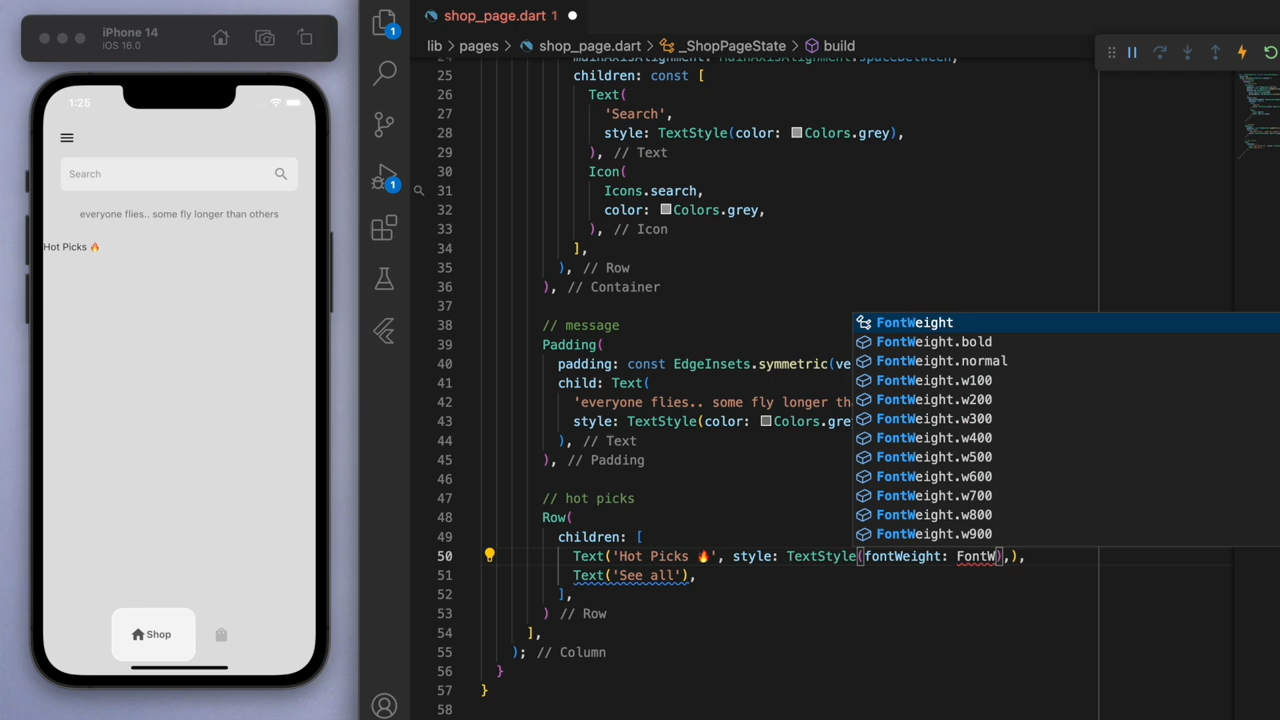 iPhone 14
iOS 16.0
1:25
Search
everyone flies.. some fly longer than others
Hot Picks 🔥
Shop
1
1
shop_page.dart 1
lib > pages > shop_page.dart > _ShopPageState > build
24 mainAxisAlignment: MainAxisAlignment.spaceBetween,
25 children: const [
26 Text(
27 'Search',
28 style: TextStyle(color: Colors.grey),
29 ), // Text
30 Icon(
31 Icons.search,
32 color: Colors.grey,
33 ), // Icon
34 ],
35 ), // Row
36 ), // Container
37
38 // message
39 Padding(
40 padding: const EdgeInsets.symmetric(ve
41 child: Text(
42 'everyone flies.. some fly longer th
43 style: TextStyle(color: Colors.gre
44 ), // Text
45 ), // Padding
46
47 // hot picks
48 Row(
49 children: [
50 Text('Hot Picks 🔥', style: TextStyle(fontWeight: FontW),),
51 Text('See all'),
52 ],
53 ) // Row
54 ],
55 ); // Column
56 }
57 }
58
FontWeight
FontWeight.bold
FontWeight.normal
FontWeight.w100
FontWeight.w200
FontWeight.w300
FontWeight.w400
FontWeight.w500
FontWeight.w600
FontWeight.w700
FontWeight.w800
FontWeight.w900